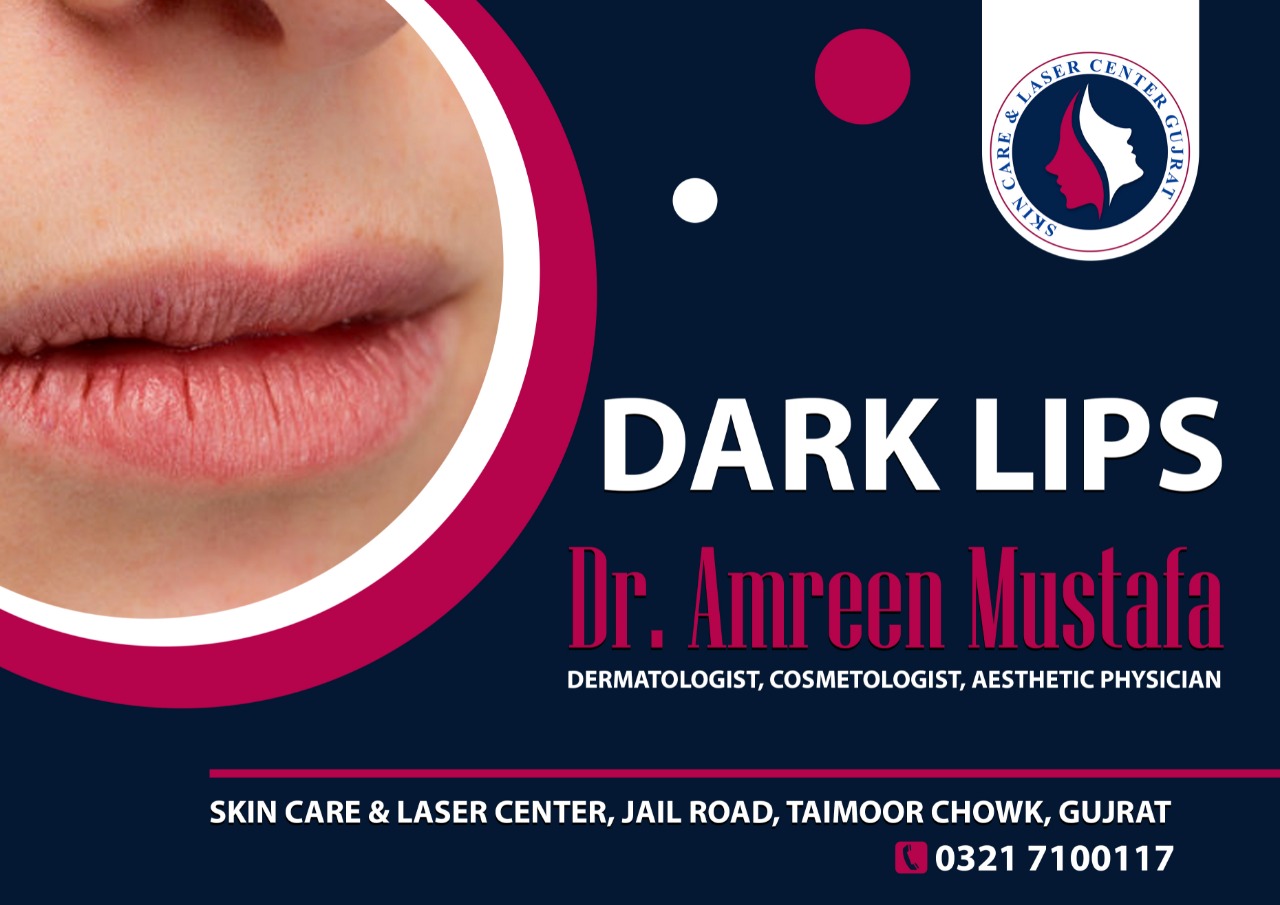 SKIN CARE & LASER CENTER GUJRAT
DARK LIPS
Dr. Amreen Mustafa
DERMATOLOGIST, COSMETOLOGIST, AESTHETIC PHYSICIAN
SKIN CARE & LASER CENTER, JAIL ROAD, TAIMOOR CHOWK, GUJRAT
0321 7100117